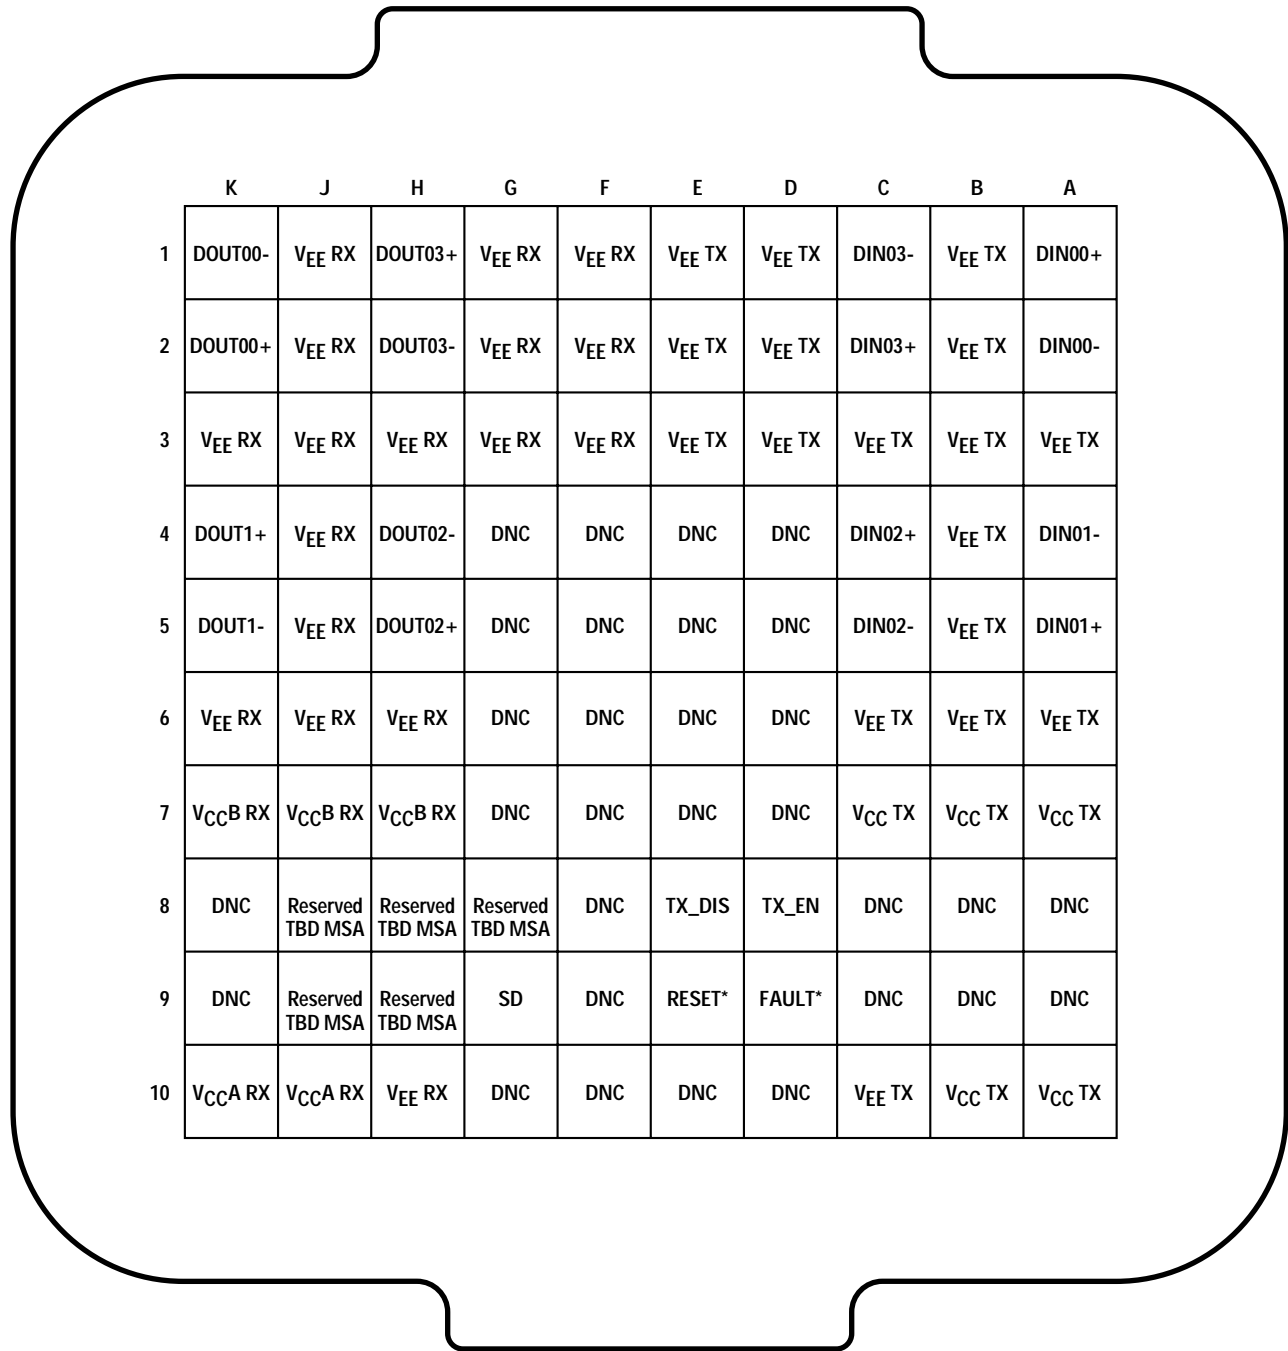 K J H G F E D C B A
1 DOUT00- VEE RX DOUT03+ VEE RX VEE RX VEE TX VEE TX DIN03- VEE TX DIN00+
2 DOUT00+ VEE RX DOUT03- VEE RX VEE RX VEE TX VEE TX DIN03+ VEE TX DIN00-
3 VEE RX VEE RX VEE RX VEE RX VEE RX VEE TX VEE TX VEE TX VEE TX VEE TX
4 DOUT1+ VEE RX DOUT02- DNC DNC DNC DNC DIN02+ VEE TX DIN01-
5 DOUT1- VEE RX DOUT02+ DNC DNC DNC DNC DIN02- VEE TX DIN01+
6 VEE RX VEE RX VEE RX DNC DNC DNC DNC VEE TX VEE TX VEE TX
7 VCCB RX VCCB RX VCCB RX DNC DNC DNC DNC VCC TX VCC TX VCC TX
8 DNC Reserved Reserved Reserved DNC TX_DIS TX_EN DNC DNC DNC
TBD MSA TBD MSA TBD MSA
9 DNC Reserved Reserved SD DNC RESET* FAULT* DNC DNC DNC
TBD MSA TBD MSA
10 VCCA RX VCCA RX VEE RX DNC DNC DNC DNC VEE TX VCC TX VCC TX